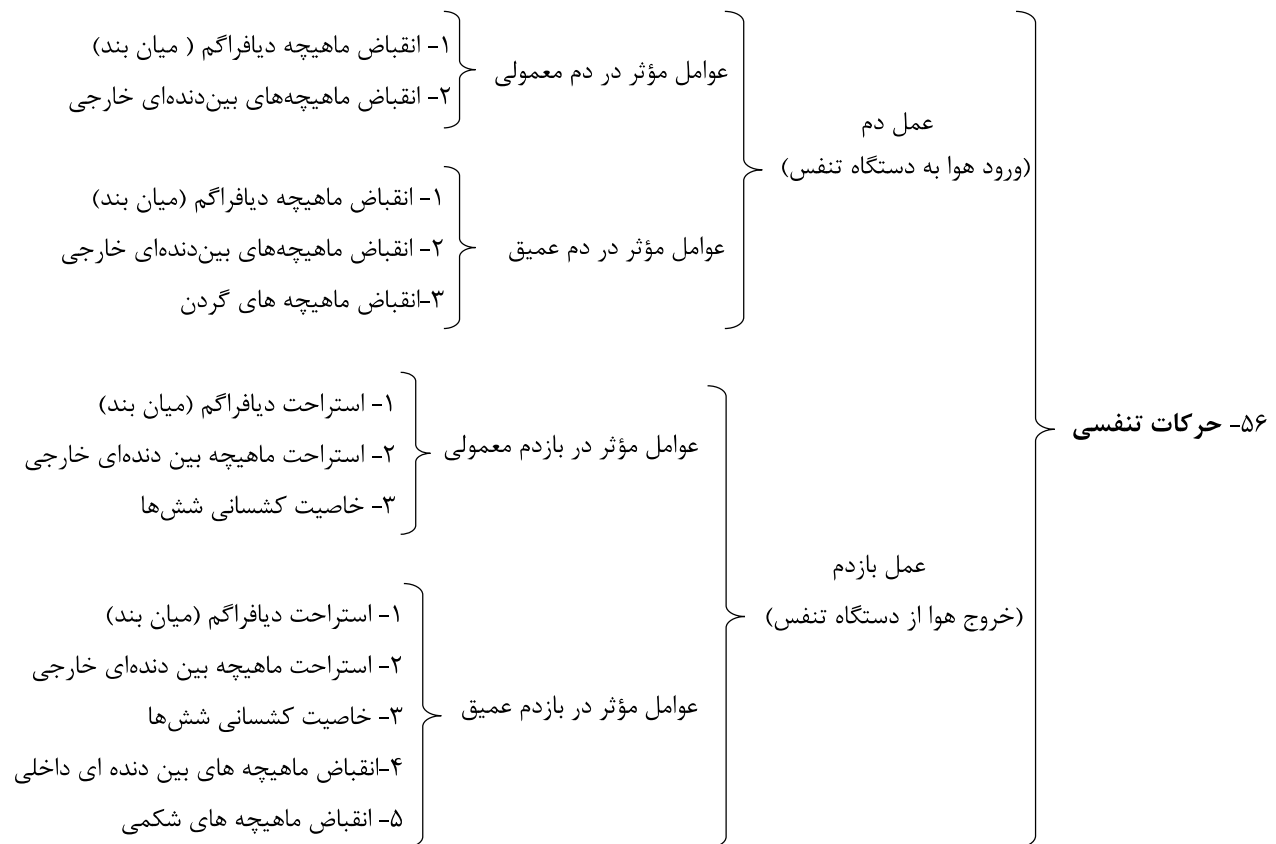 ۵۶- حرکات تنفسی
عمل دم
(ورود هوا به دستگاه تنفس)
عوامل مؤثر در دم معمولی
۱- انقباض ماهیچه دیافراگم ( میان بند)
۲- انقباض ماهیچه‌های بین‌دنده‌ای خارجی
عوامل مؤثر در دم عمیق
۱- انقباض ماهیچه دیافراگم (میان بند)
۲- انقباض ماهیچه‌های بین‌دنده‌ای خارجی
۳-انقباض ماهیچه های گردن
عمل بازدم
(خروج هوا از دستگاه تنفس)
عوامل مؤثر در بازدم معمولی
۱- استراحت دیافراگم (میان بند)
۲- استراحت ماهیچه بین دنده‌ای خارجی
۳- خاصیت کشسانی شش‌ها
عوامل مؤثر در بازدم عمیق
۱- استراحت دیافراگم (میان بند)
۲- استراحت ماهیچه بین دنده‌ای خارجی
۳- خاصیت کشسانی شش‌ها
۴-انقباض ماهیچه های بین دنده ای داخلی
۵- انقباض ماهیچه های شکمی